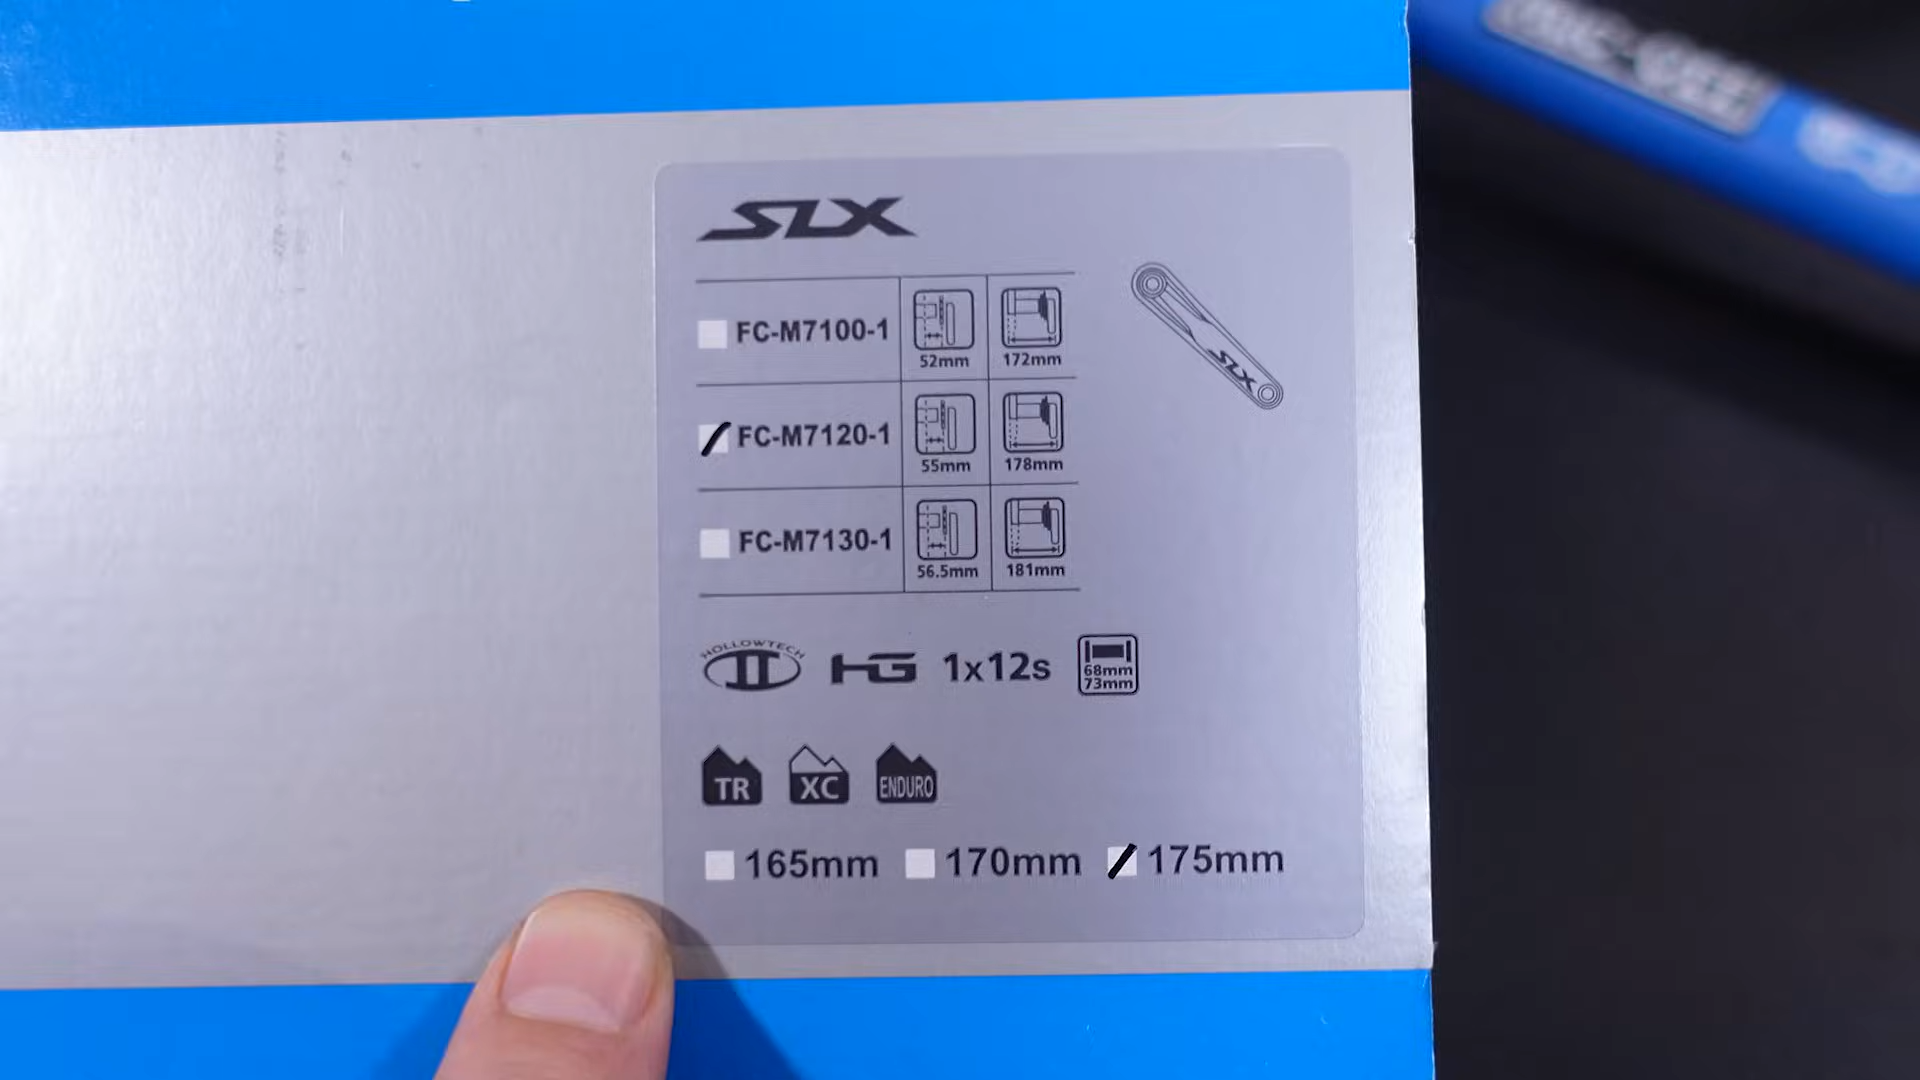 SLX
FC-M7100-1
52mm
172mm
SLX
FC-M7120-1
55mm
178mm
FC-M7130-1
56.5mm
181mm
HOLLOWTECH II HG 1x12s 68mm
73mm
TR XC ENDURO
165mm 170mm 175mm